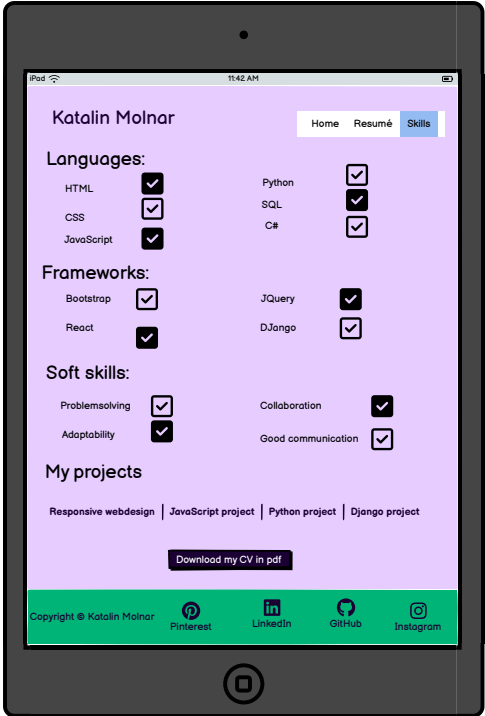 iPad 11:42 AM
Katalin Molnar
Home Resumé Skills
Languages:
HTML
CSS
JavaScript
Python
SQL
C#
Frameworks:
Bootstrap
React
JQuery
DJango
Soft skills:
Problemsolving
Adaptability
Collaboration
Good communication
My projects
Responsive webdesign | JavaScript project | Python project | Django project
Download my CV in pdf
Copyright © Katalin Molnar
Pinterest
LinkedIn
GitHub
Instagram